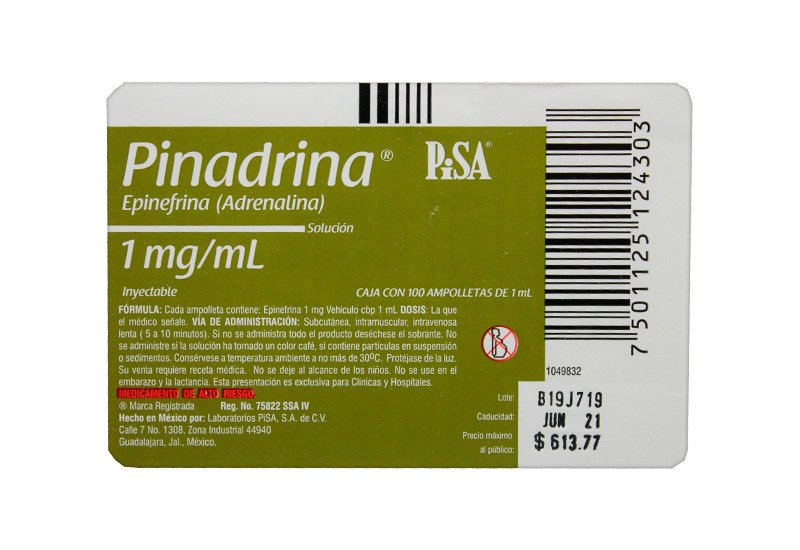 Pinadrina®
PiSA®
Epinefrina (Adrenalina)
Solución
1 mg/mL
Inyectable
CAJA CON 100 AMPOLLETAS DE 1 mL
FÓRMULA: Cada ampolleta contiene: Epinefrina 1 mg Vehículo cbp 1 mL DOSIS: La que
el médico señale. VÍA DE ADMINISTRACIÓN: Subcutánea, intramuscular, intravenosa
lenta ( 5 a 10 minutos). Si no se administra todo el producto deséchese el sobrante. No
se administre si la solución ha tornado un color café, si contiene partículas en suspensión
o sedimentos. Consérvese a temperatura ambiente a no más de 30ºC. Protéjase de la luz.
Su venta requiere receta médica. No se deje al alcance de los niños. No se use en el
embarazo y la lactancia. Esta presentación es exclusiva para Clínicas y Hospitales.
MEDICAMENTO DE ALTO RIESGO.
® Marca Registrada Reg. No. 75822 SSA IV
Hecho en México por: Laboratorios PiSA, S.A. de C.V.
Calle 7 No. 1308, Zona Industrial 44940
Guadalajara, Jal., México.
7 501125 124303
1049832
Lote: B19J719
Caducidad: JUN 21
Precio máximo
al público: $ 613.77